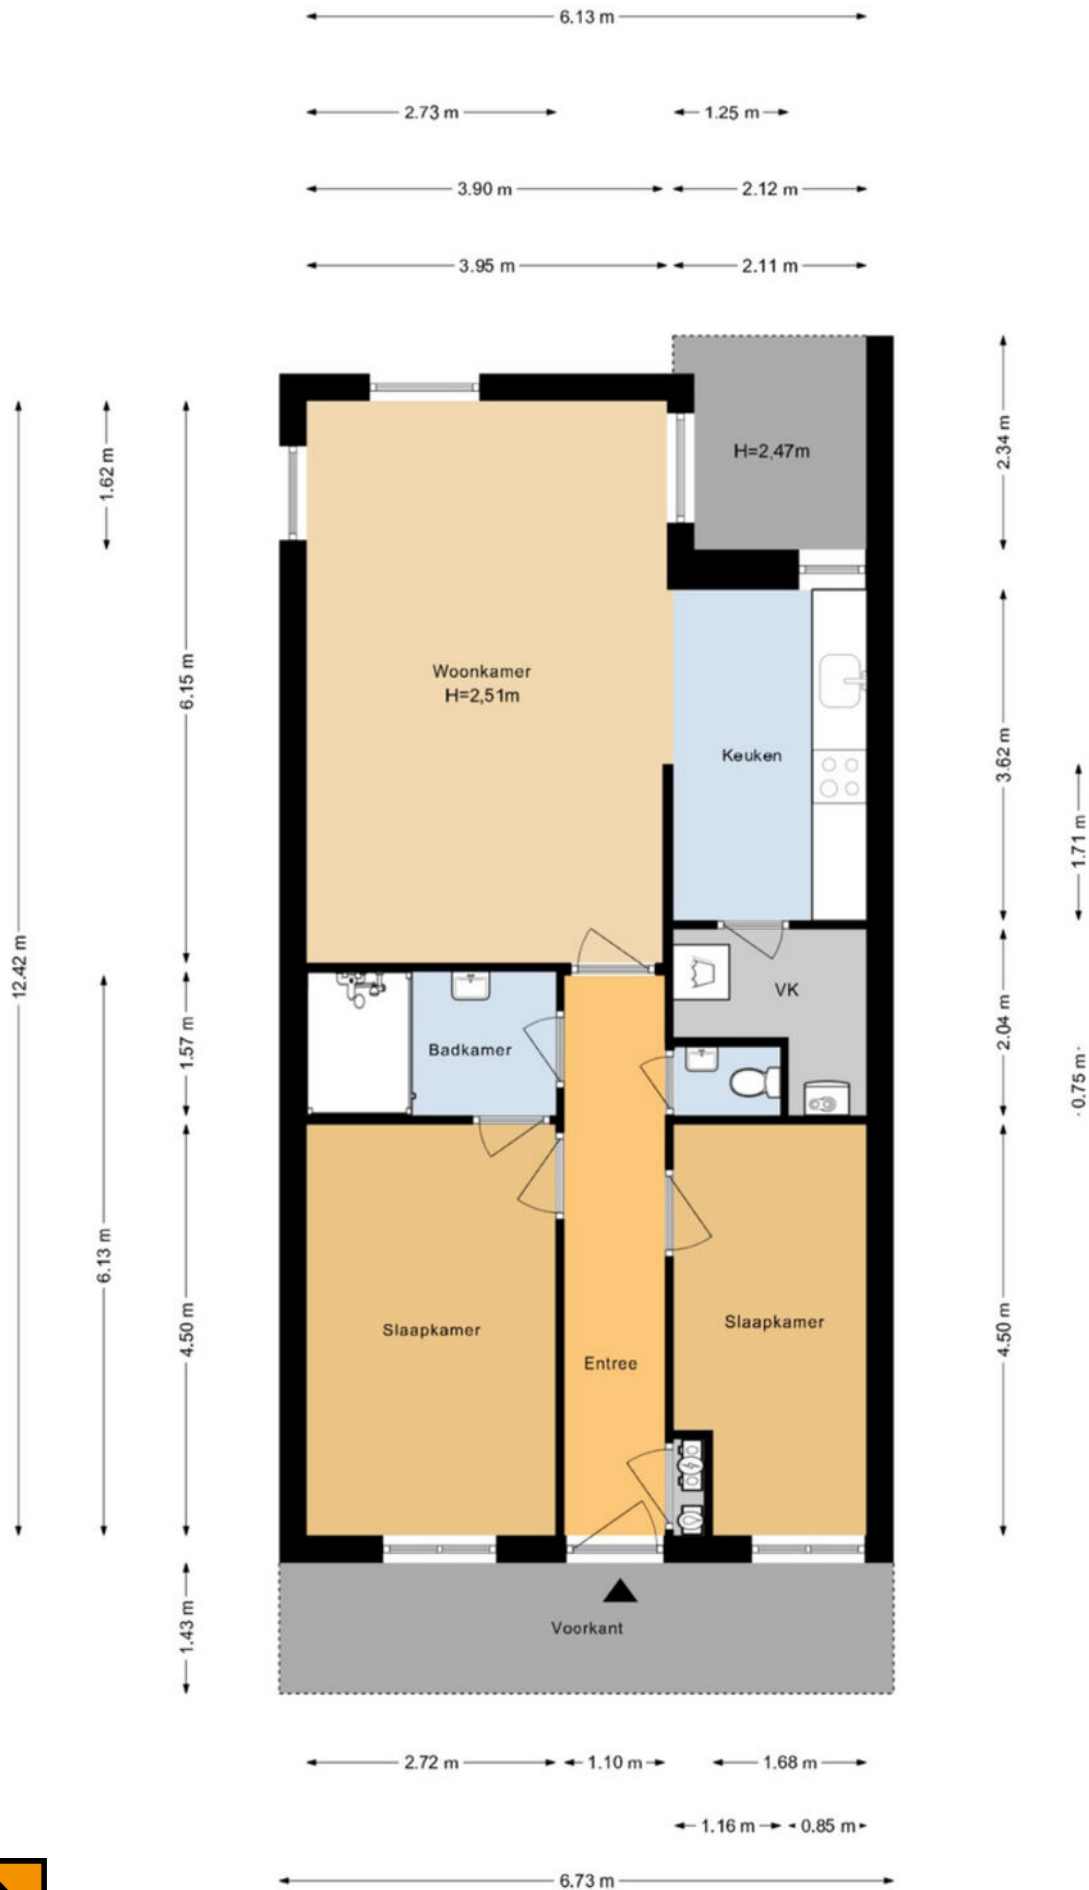 6.13 m
2.73 m
1.25 m
3.90 m
2.12 m
3.95 m
2.11 m
H=2,47m
2.34 m
1.62 m
6.15 m
Woonkamer
H=2,51m
Keuken
3.62 m
1.71 m
12.42 m
VK
2.04 m
1.57 m
Badkamer
0.75 m
6.13 m
4.50 m
Slaapkamer
Slaapkamer
4.50 m
Entree
1.43 m
Voorkant
2.72 m
1.10 m
1.68 m
1.16 m
0.85 m
6.73 m